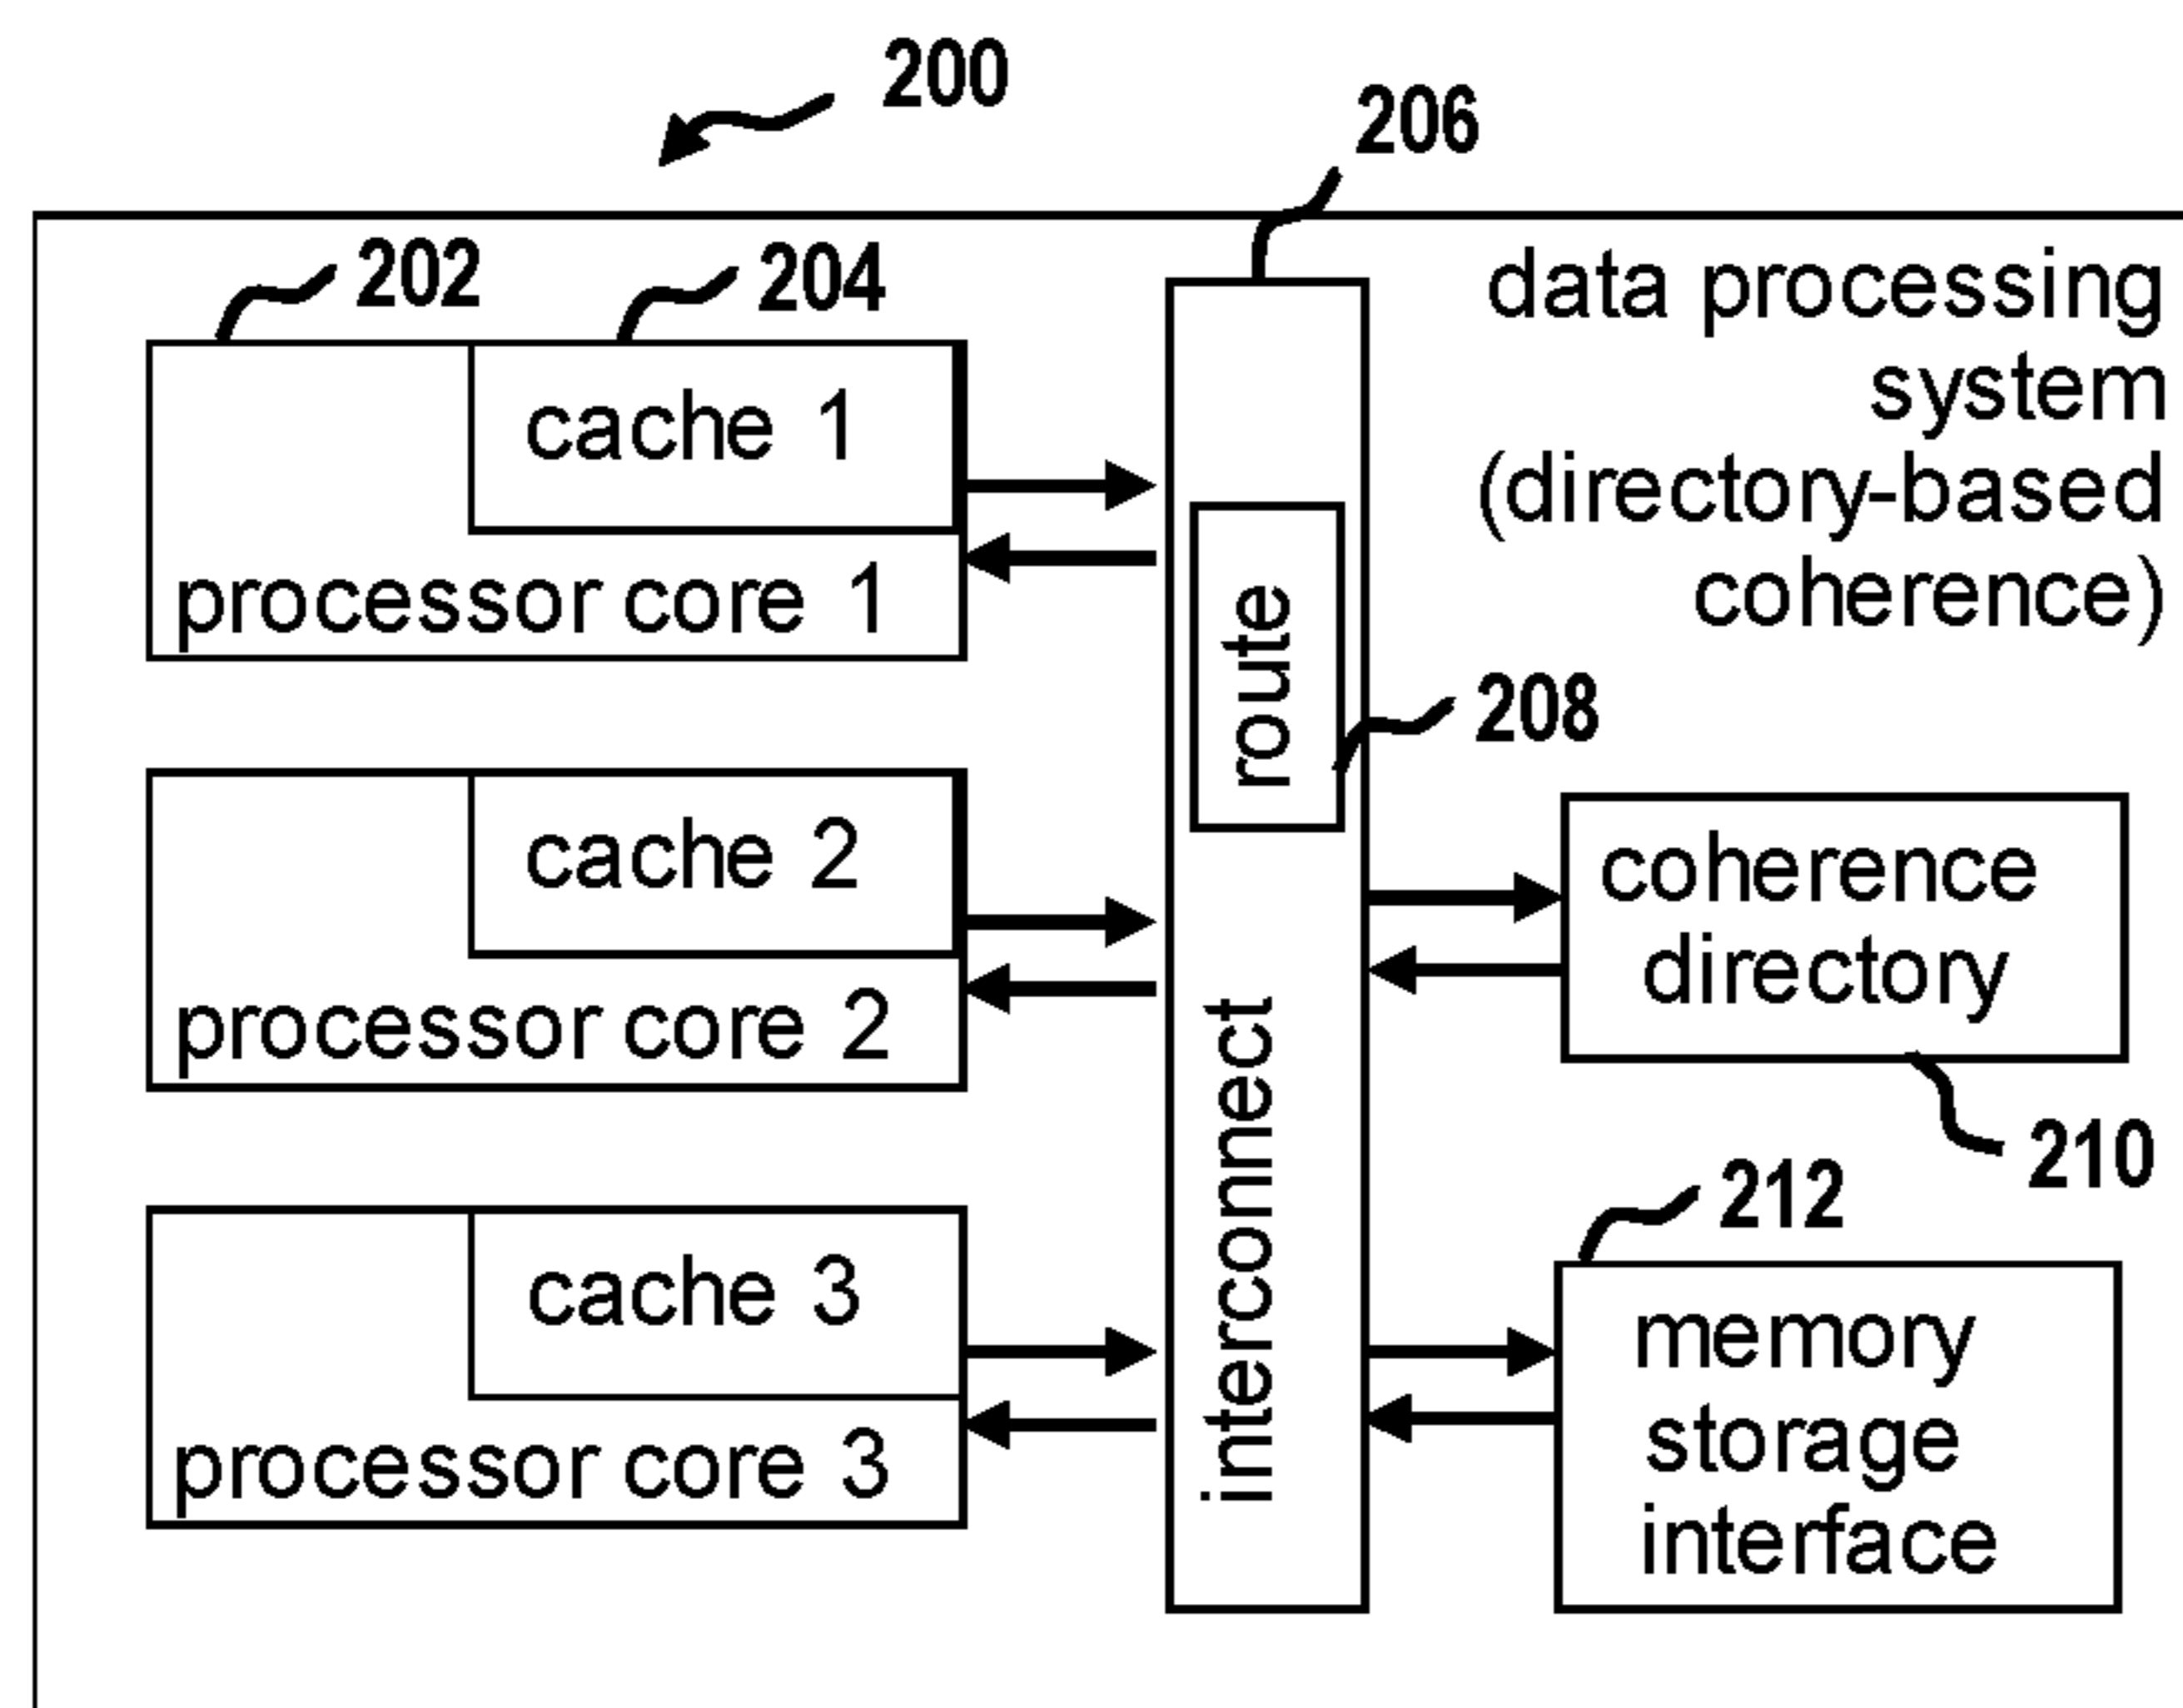 200
206
202
204
data processing
system
(directory-based
coherence)
cache 1
processor core 1
route
208
cache 2
processor core 2
coherence
directory
210
interconnect
212
cache 3
processor core 3
memory
storage
interface